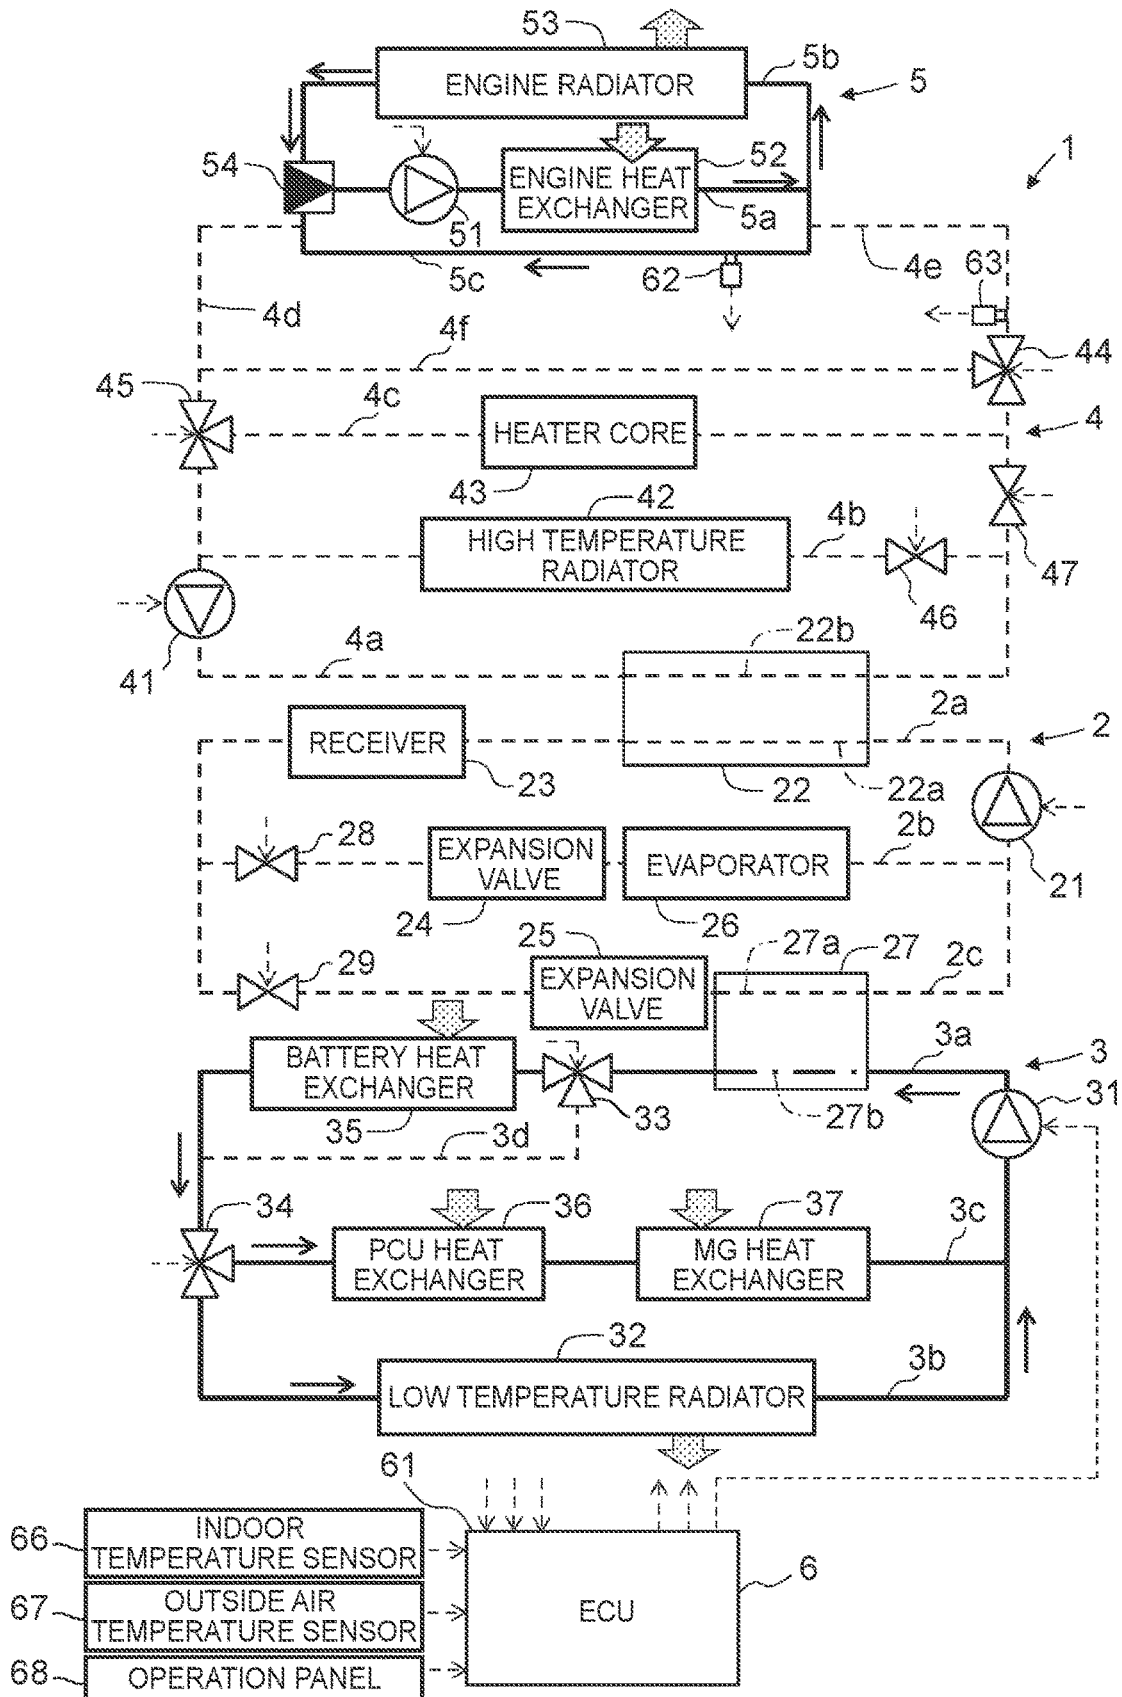 53
ENGINE RADIATOR
5b
5
54
52
1
ENGINE HEAT
EXCHANGER
51
5a
5c
62
4e
63
4d
4f
44
45
4c
HEATER CORE
4
43
42
4b
HIGH TEMPERATURE
RADIATOR
47
46
41
4a
22b
2a
RECEIVER
2
23
22
22a
28
EXPANSION
VALVE
EVAPORATOR
2b
21
24
26
25
27a
27
29
2c
EXPANSION
VALVE
BATTERY HEAT
EXCHANGER
3a
3
31
35
3d
33
27b
34
36
37
PCU HEAT
EXCHANGER
MG HEAT
EXCHANGER
3c
32
LOW TEMPERATURE RADIATOR
3b
61
66
INDOOR
TEMPERATURE SENSOR
67
OUTSIDE AIR
TEMPERATURE SENSOR
ECU
6
68
OPERATION PANEL